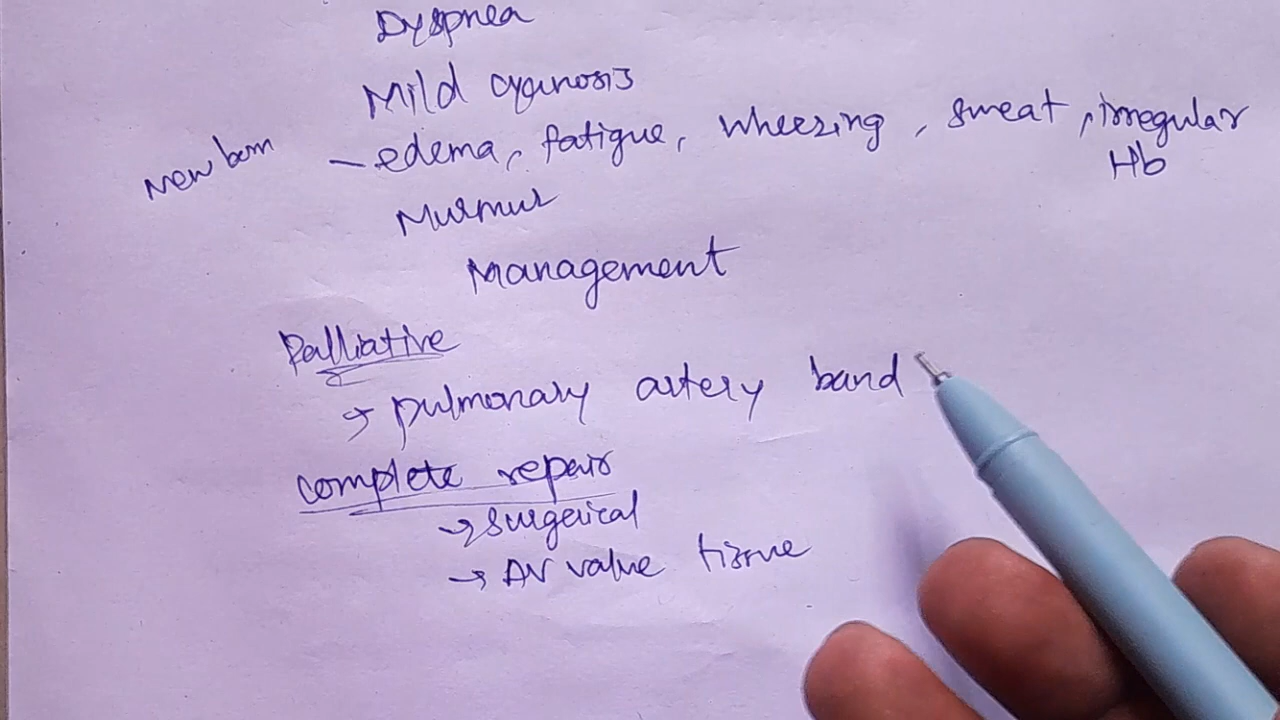 Dyspnea
Mild cyanosis
New born - edema, fatigue, wheezing, sweat, irregular
Hb
Murmur
Management
Palliative
→ pulmonary artery band
complete repair
→ surgerical
→ AV valve tissue